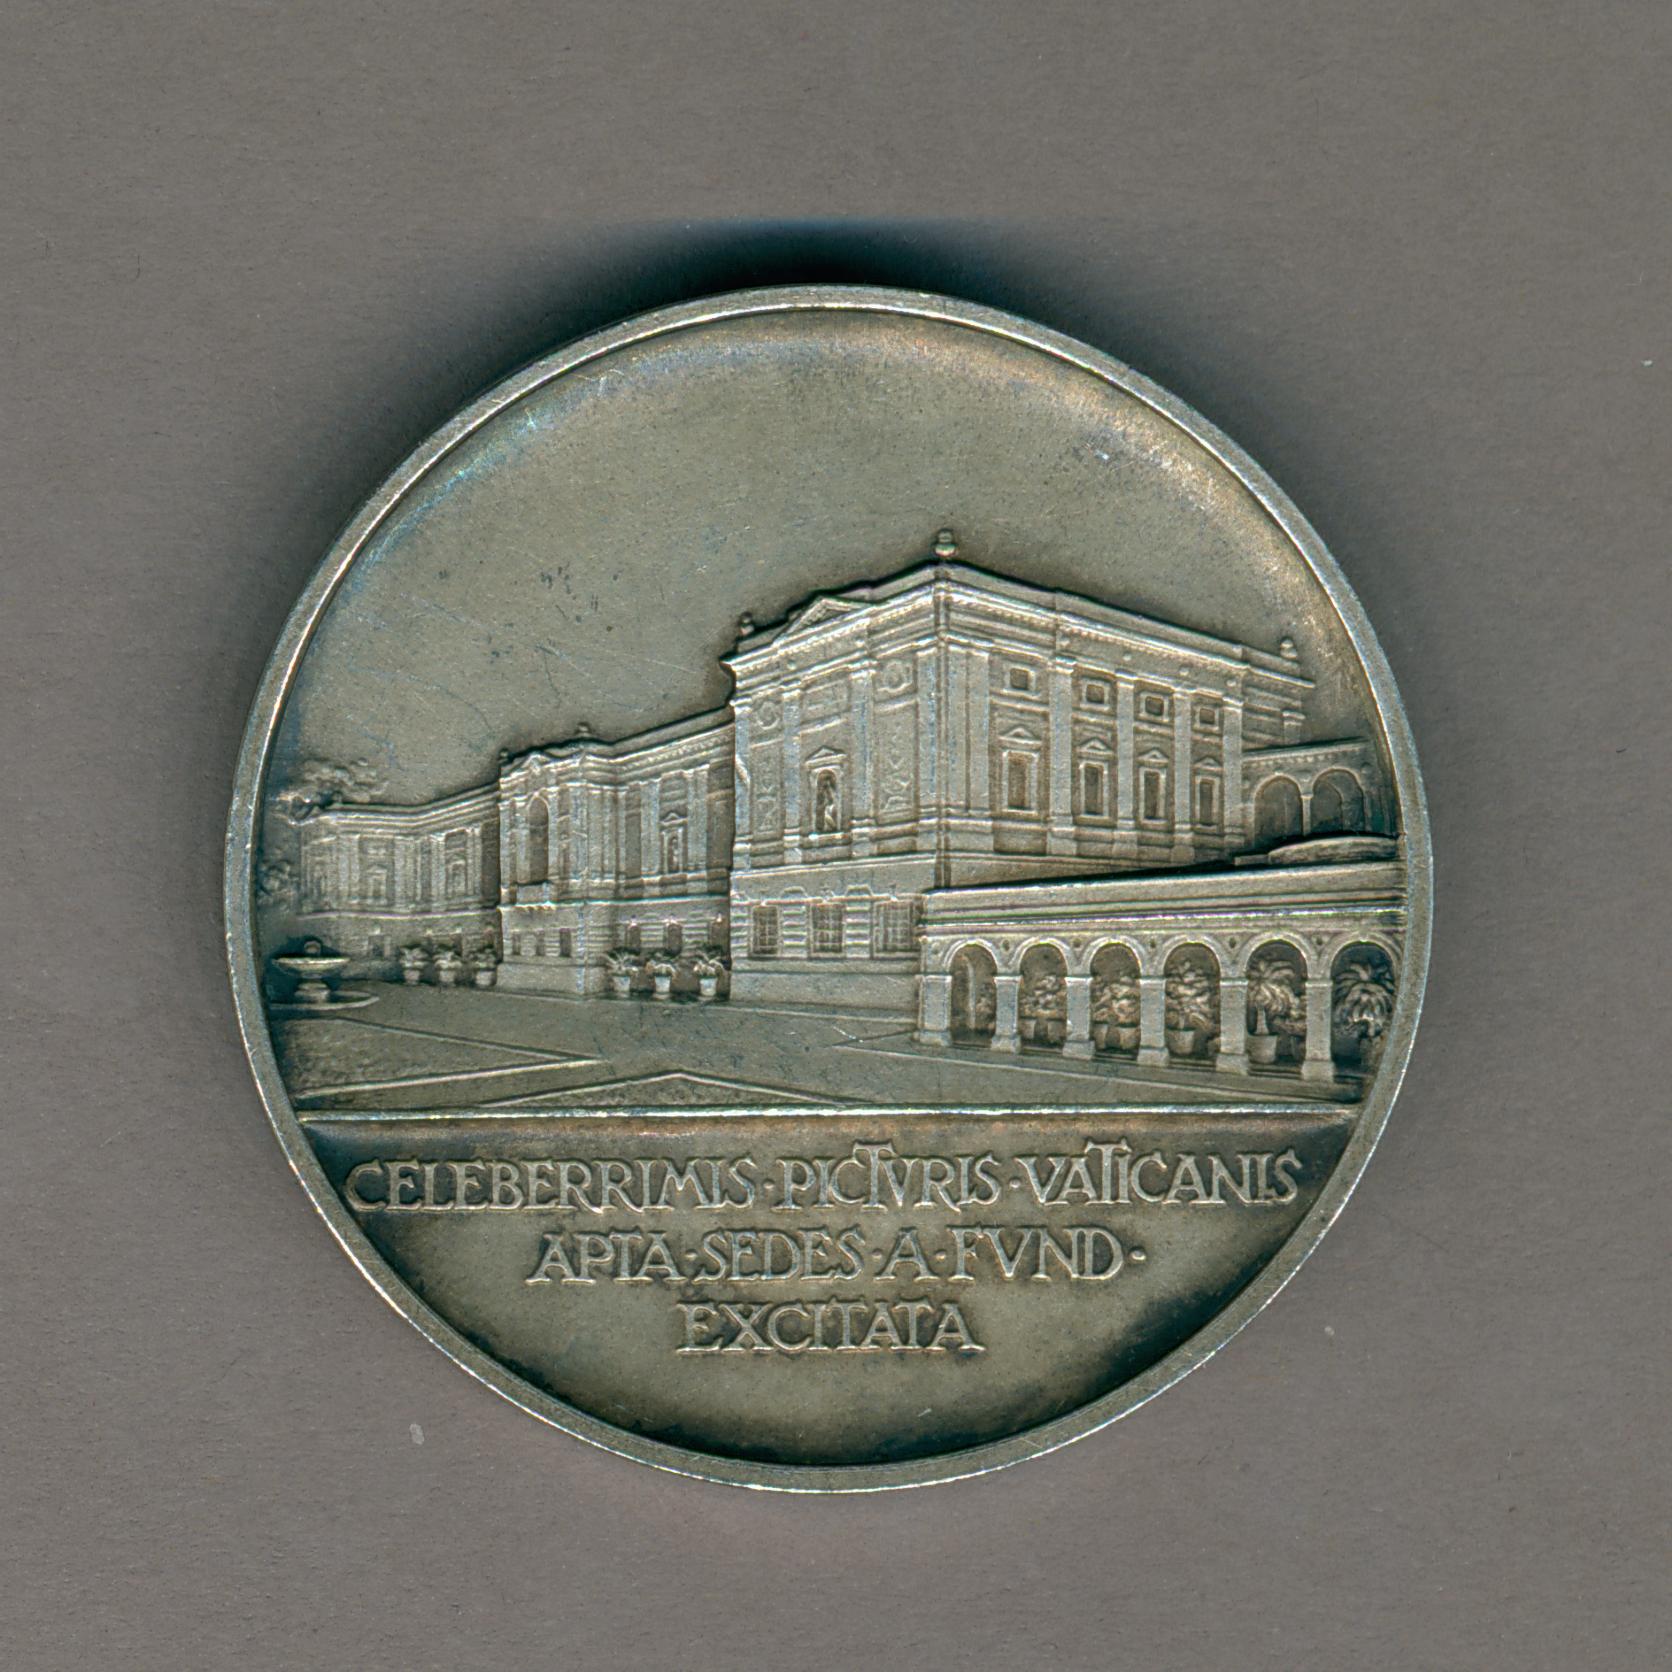 CELEBERRIMIS·PICTVRIS·VATICANIS
APTA·SEDES·A·FVND·
EXCITATA